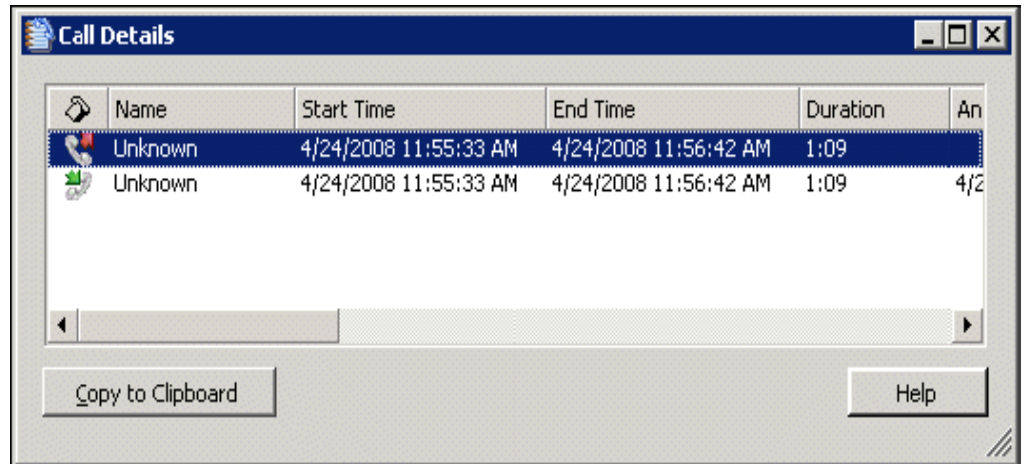 Call Details
Name Start Time End Time Duration An
Unknown 4/24/2008 11:55:33 AM 4/24/2008 11:56:42 AM 1:09
Unknown 4/24/2008 11:55:33 AM 4/24/2008 11:56:42 AM 1:09 4/2
Copy to Clipboard Help